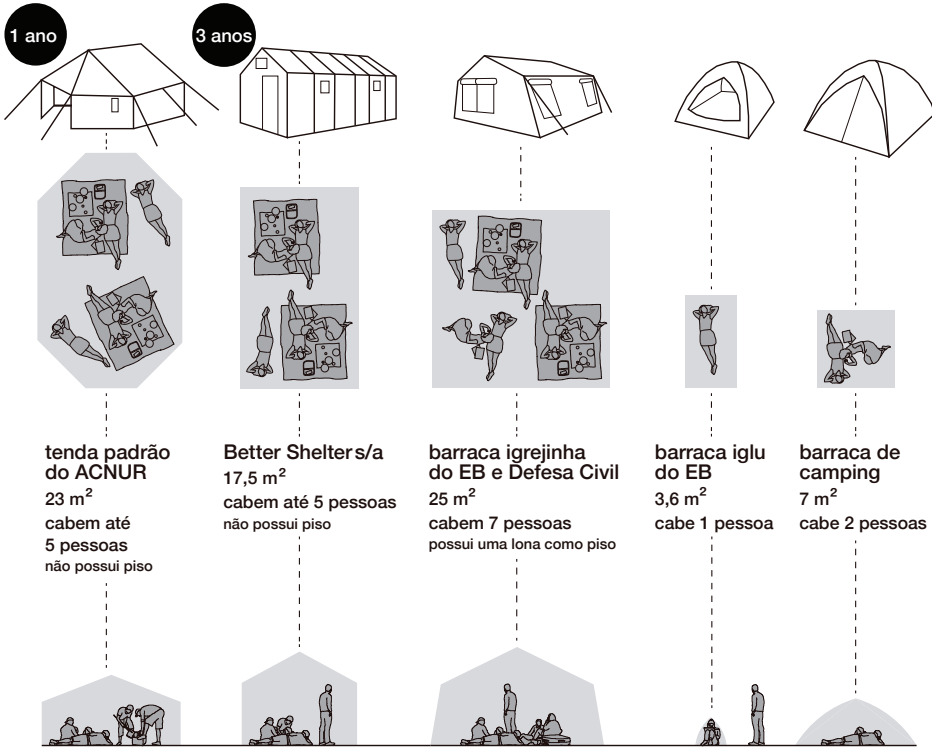 1 ano
3 anos
tenda padrão
do ACNUR
23 m²
cabem até
5 pessoas
não possui piso
Better Shelter s/a
17,5 m²
cabem até 5 pessoas
não possui piso
barraca igrejinha
do EB e Defesa Civil
25 m²
cabem 7 pessoas
possui uma lona como piso
barraca iglu
do EB
3,6 m²
cabe 1 pessoa
barraca de
camping
7 m²
cabe 2 pessoas